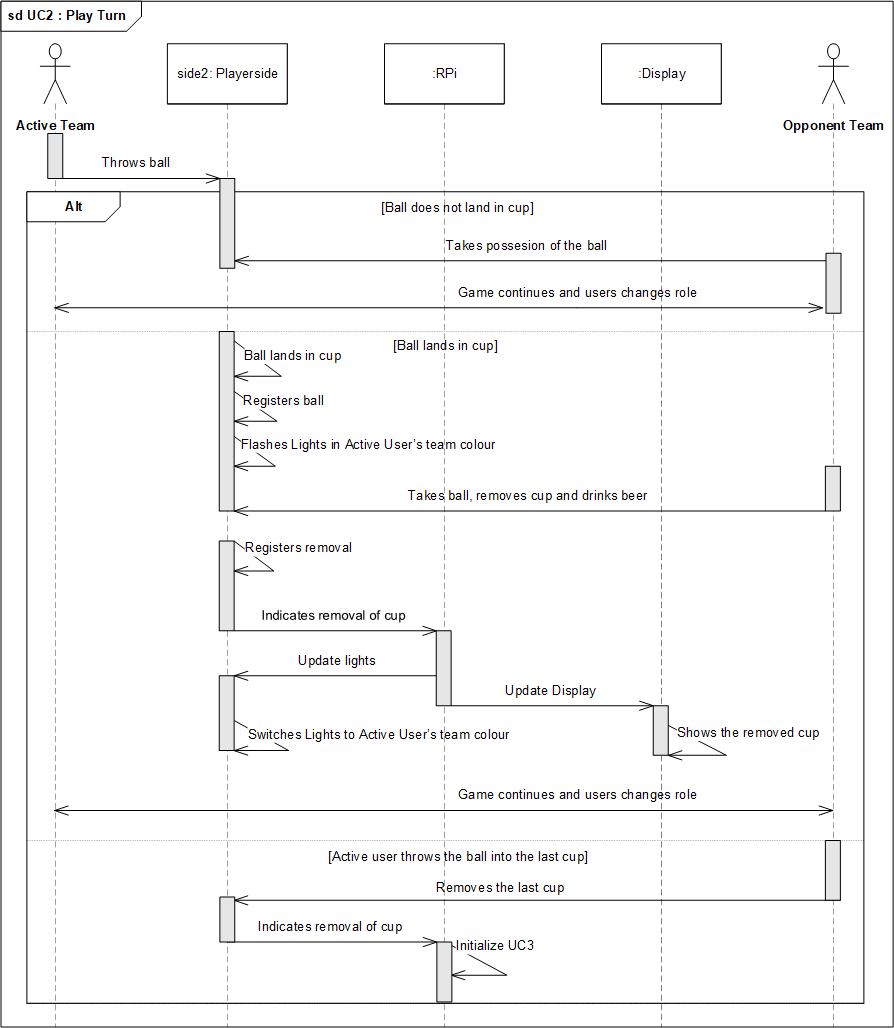 sd UC2 : Play Turn
side2: Playerside
:RPi
:Display
Active Team
Opponent Team
Throws ball
Alt
[Ball does not land in cup]
Takes possesion of the ball
Game continues and users changes role
[Ball lands in cup]
Ball lands in cup
Registers ball
Flashes Lights in Active User's team colour
Takes ball, removes cup and drinks beer
Registers removal
Indicates removal of cup
Update lights
Update Display
Shows the removed cup
Switches Lights to Active User's team colour
Game continues and users changes role
[Active user throws the ball into the last cup]
Removes the last cup
Indicates removal of cup
Initialize UC3